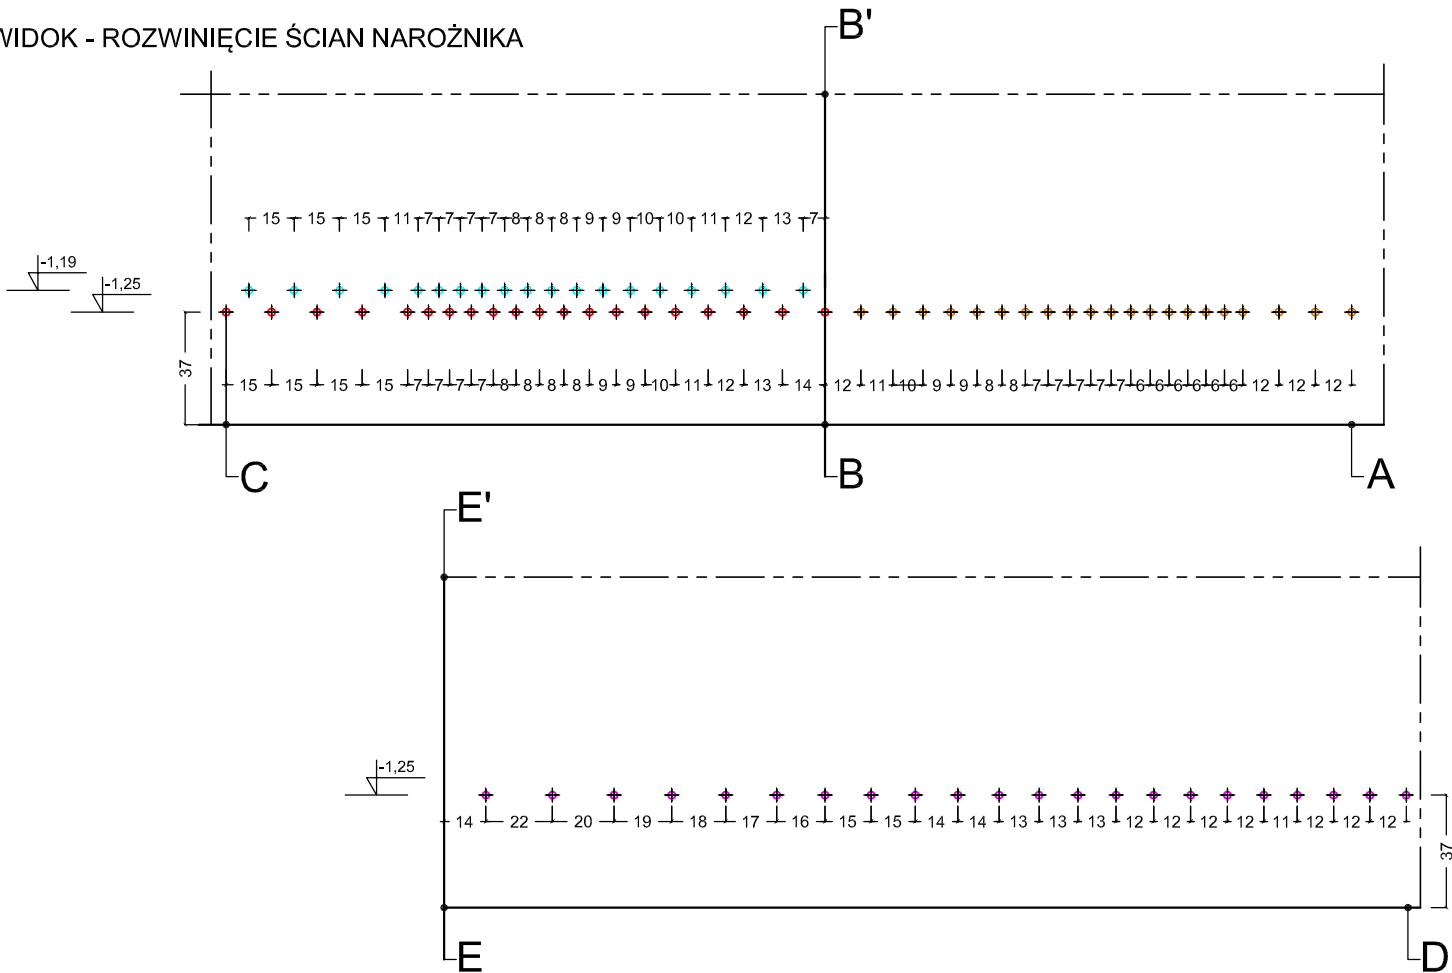 WIDOK - ROZWINIĘCIE ŚCIAN NAROŻNIKA
B'
15 15 15 11 7 7 7 7 8 8 8 9 9 10 10 11 12 13 7
-1,19
-1,25
37
15 15 15 15 7 7 7 7 8 8 8 8 9 9 10 11 12 13 14 12 11 10 9 9 8 8 7 7 7 7 7 6 6 6 6 6 6 12 12 12
C
B
A
E'
-1,25
14 22 20 19 18 17 16 15 15 14 14 13 13 13 12 12 12 12 11 12 12 12
37
E
D